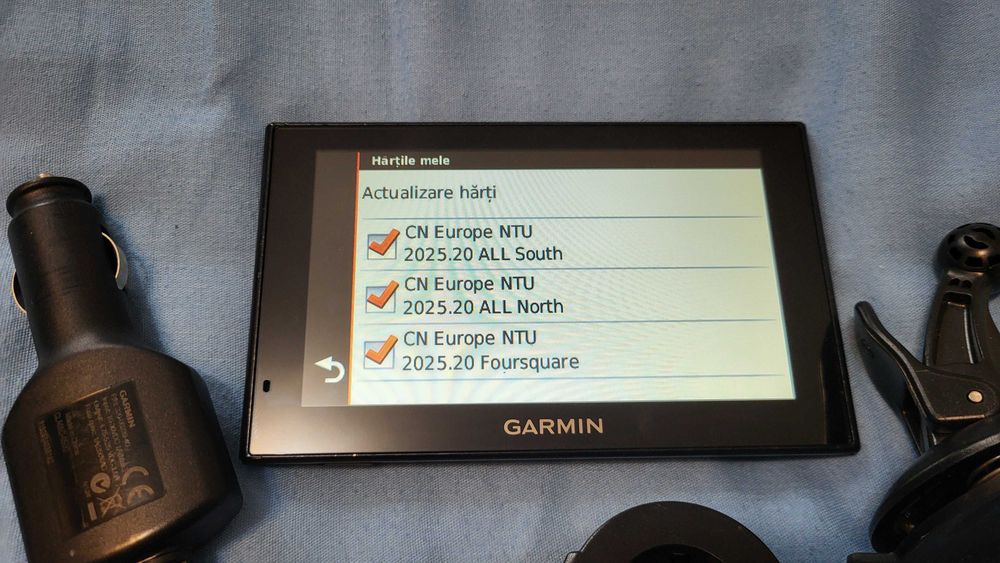 Hărțile mele
Actualizare hărți
CN Europe NTU
2025.20 ALL South
CN Europe NTU
2025.20 ALL North
CN Europe NTU
2025.20 Foursquare
GARMIN
GARMIN
CE